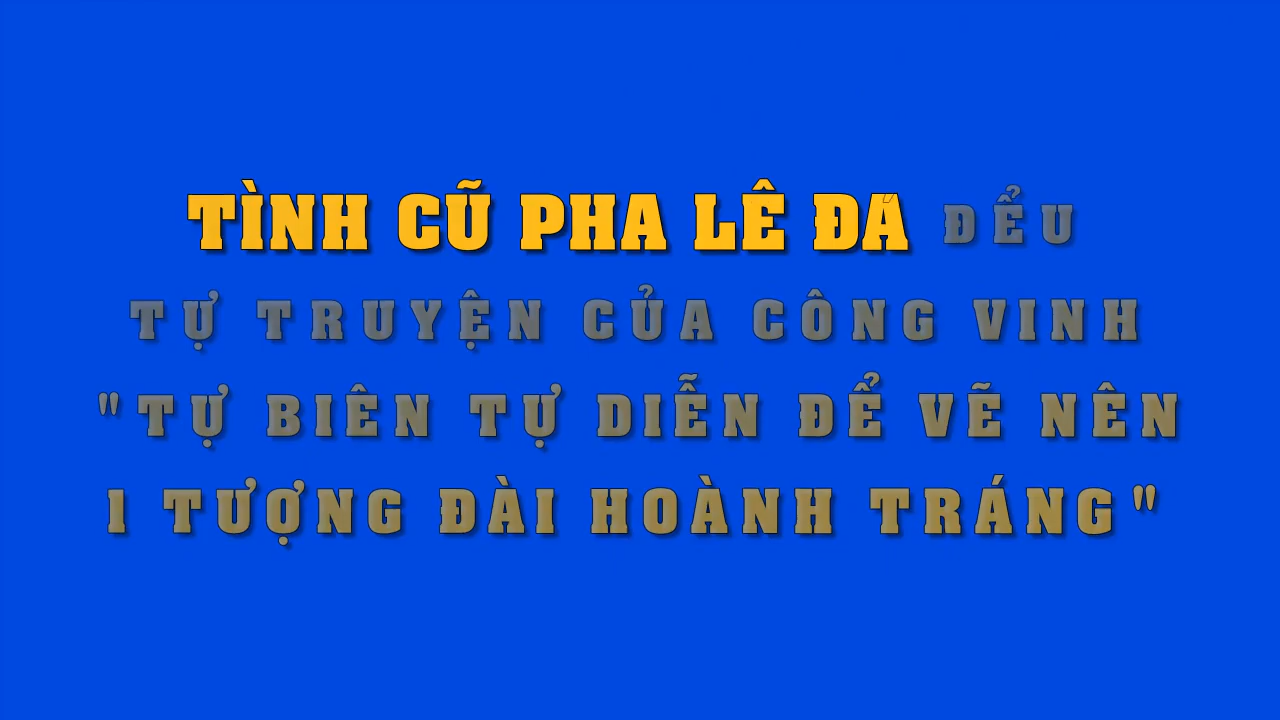 TÌNH CŨ PHA LÊ ĐÁ ĐỂU
TỰ TRUYỆN CỦA CÔNG VINH
"TỰ BIÊN TỰ DIỄN ĐỂ VẼ NÊN
1 TƯỢNG ĐÀI HOÀNH TRÁNG"